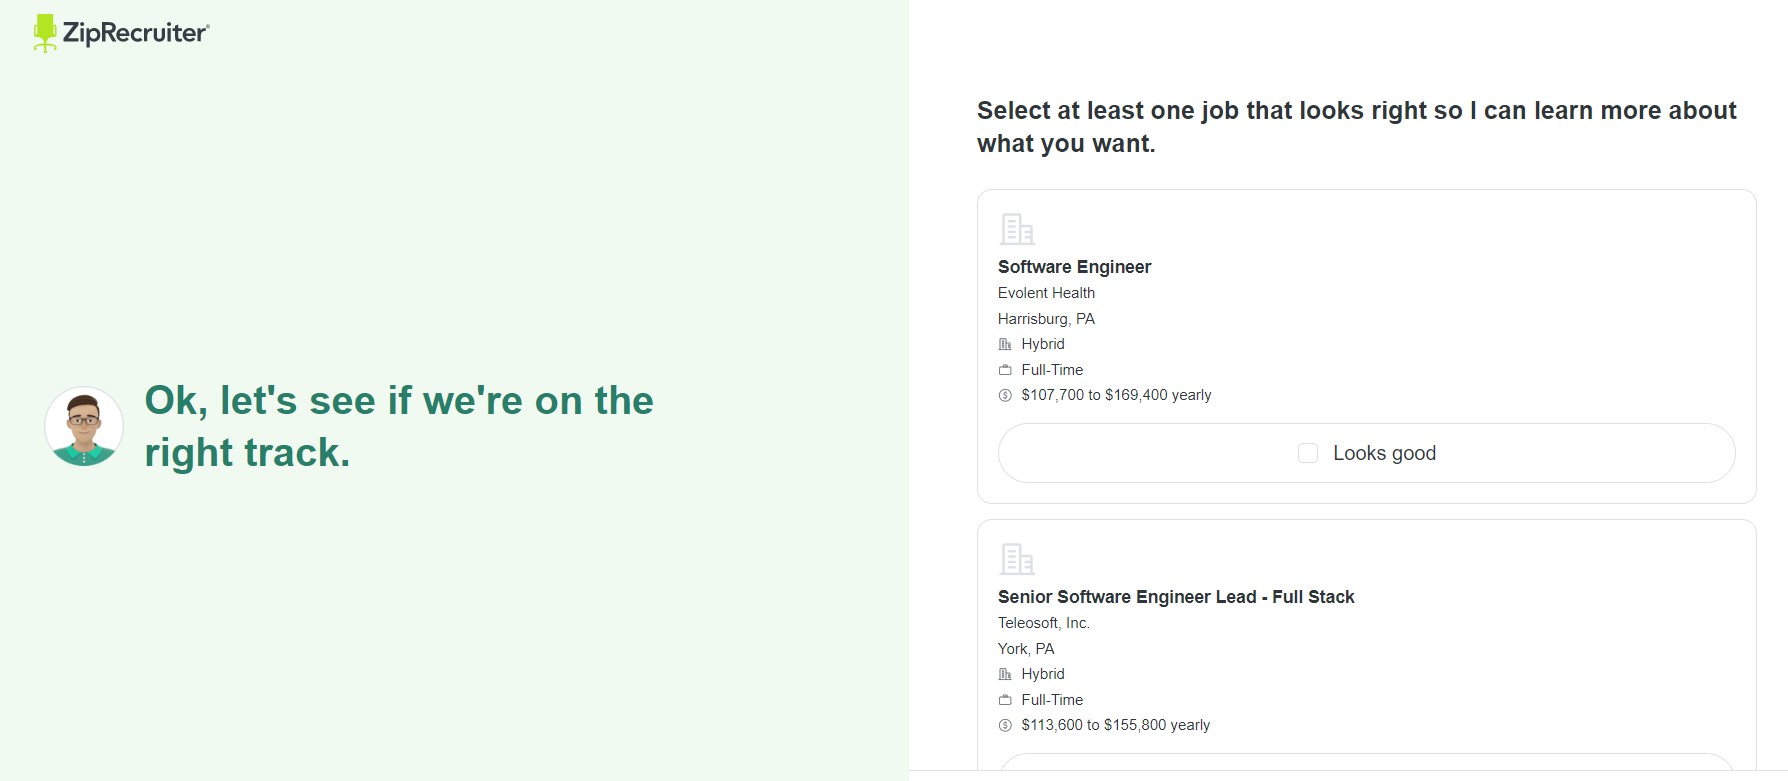 ZipRecruiter®
Ok, let's see if we're on the
right track.
Select at least one job that looks right so I can learn more about
what you want.
Software Engineer
Evolent Health
Harrisburg, PA
Hybrid
Full-Time
$107,700 to $169,400 yearly
Looks good
Senior Software Engineer Lead - Full Stack
Teleosoft, Inc.
York, PA
Hybrid
Full-Time
$113,600 to $155,800 yearly